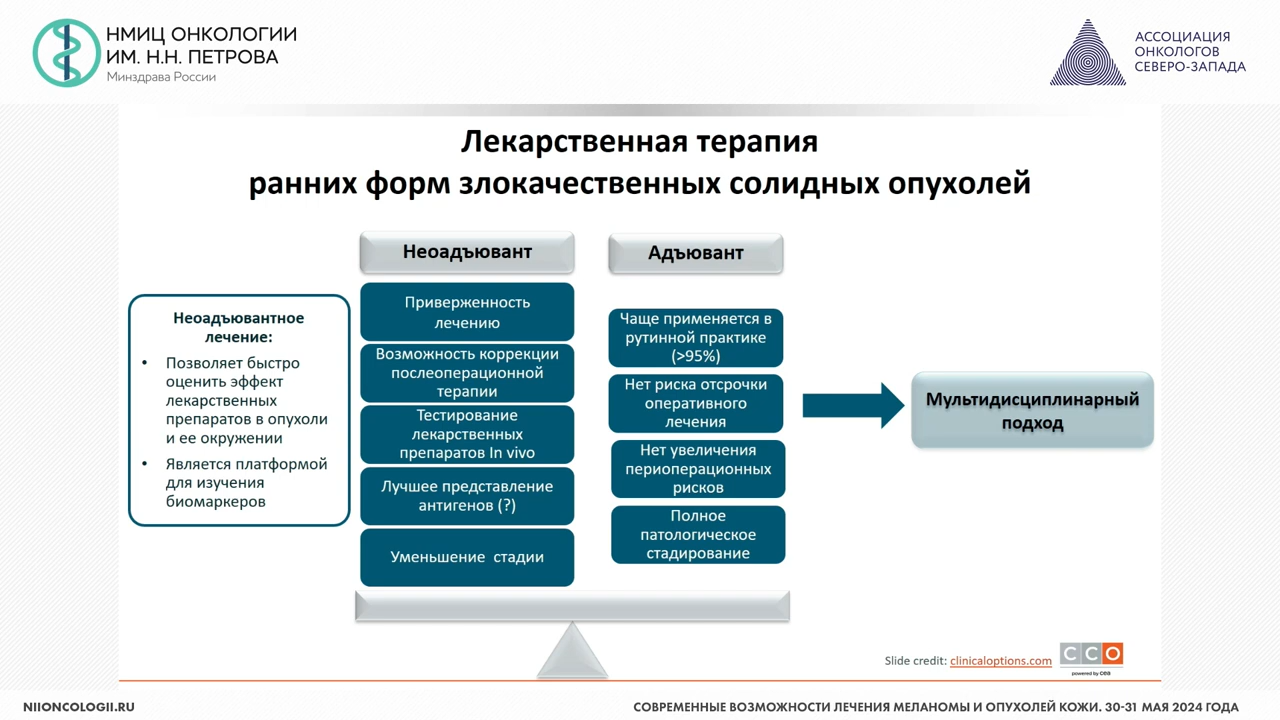 НМИЦ ОНКОЛОГИИ
ИМ. Н.Н. ПЕТРОВА
Минздрава России
АССОЦИАЦИЯ
ОНКОЛОГОВ
СЕВЕРО-ЗАПАДА
Лекарственная терапия
ранних форм злокачественных солидных опухолей
Неоадъювантное
лечение:
• Позволяет быстро
оценить эффект
лекарственных
препаратов в опухоли
и ее окружении
• Является платформой
для изучения
биомаркеров
Неоадъювант
Приверженность
лечению
Возможность коррекции
послеоперационной
терапии
Тестирование
лекарственных
препаратов In vivo
Лучшее представление
антигенов (?)
Уменьшение стадии
Адъювант
Чаще применяется в
рутинной практике
(>95%)
Нет риска отсрочки
оперативного
лечения
Нет увеличения
периоперационных
рисков
Полное
патологическое
стадирование
Мультидисциплинарный
подход
Slide credit: clinicaloptions.com
CCO
powered by cea
NIIONCOLOGII.RU
СОВРЕМЕННЫЕ ВОЗМОЖНОСТИ ЛЕЧЕНИЯ МЕЛАНОМЫ И ОПУХОЛЕЙ КОЖИ. 30-31 МАЯ 2024 ГОДА